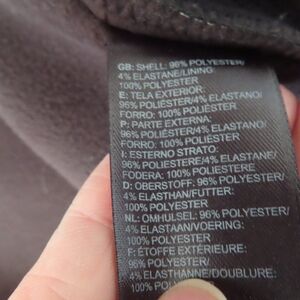 GB: SHELL: 96% POLYESTER/
4% ELASTANE/LINING:
100% POLYESTER
E: TELA EXTERIOR:
96% POLIÉSTER/4% ELASTANO/
FORRO: 100% POLIÉSTER
P: PARTE EXTERNA:
96% POLIÉSTER/4% ELASTANO/
FORRO: 100% POLIÉSTER
I: ESTERNO STRATO:
96% POLIESTERE/4% ELASTANE/
FODERA: 100% POLIESTERE
D: OBERSTOFF: 96% POLYESTER/
4% ELASTHAN/FUTTER:
100% POLYESTER
NL: OMHULSEL: 96% POLYESTER/
4% ELASTAAN/VOERING:
100% POLYESTER
F: ÉTOFFE EXTÉRIEURE:
96% POLYESTER/
4% ELASTHANNE/DOUBLURE:
100% POLYESTER